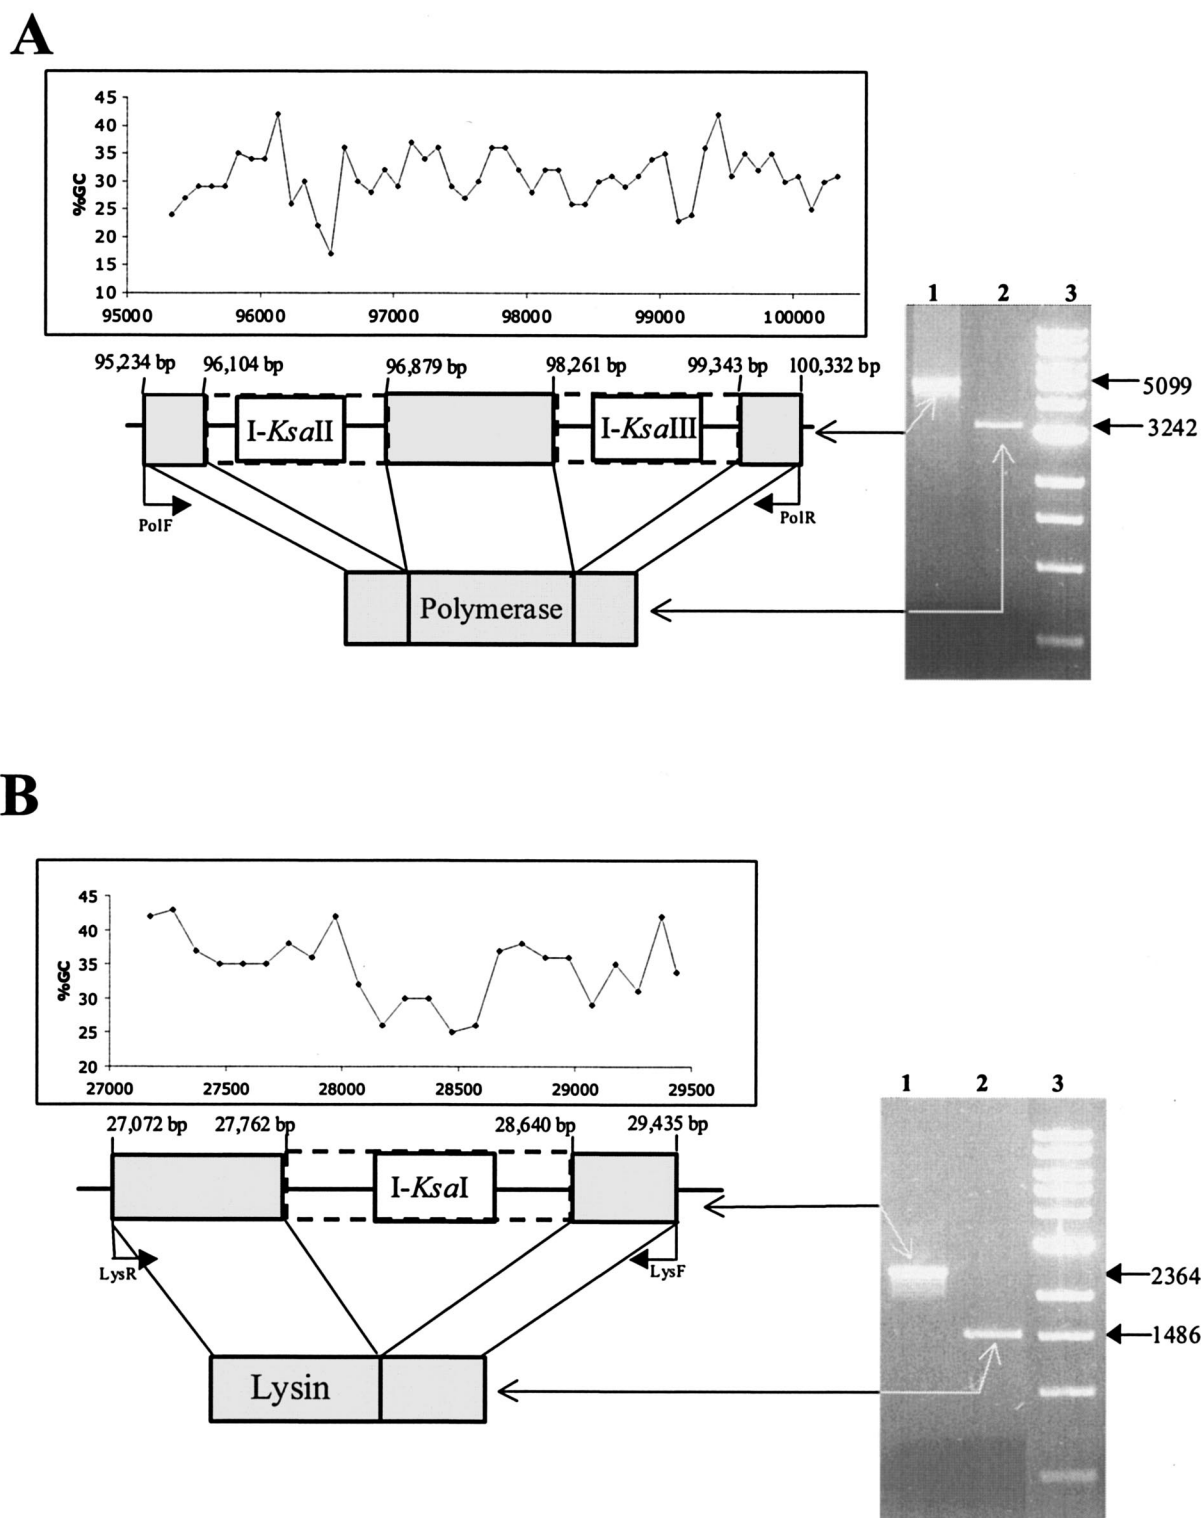 A
45
40
35
30
25
20
15
10
%GC
95000 96000 97000 98000 99000 100000
1 2 3
95,234 bp 96,104 bp 96,879 bp 98,261 bp 99,343 bp 100,332 bp
5099
3242
I-KsaII I-KsaIII
PolF PolR
Polymerase
B
45
40
35
30
25
20
%GC
27000 27500 28000 28500 29000 29500
1 2 3
27,072 bp 27,762 bp 28,640 bp 29,435 bp
I-KsaI
LysR LysF
2364
1486
Lysin